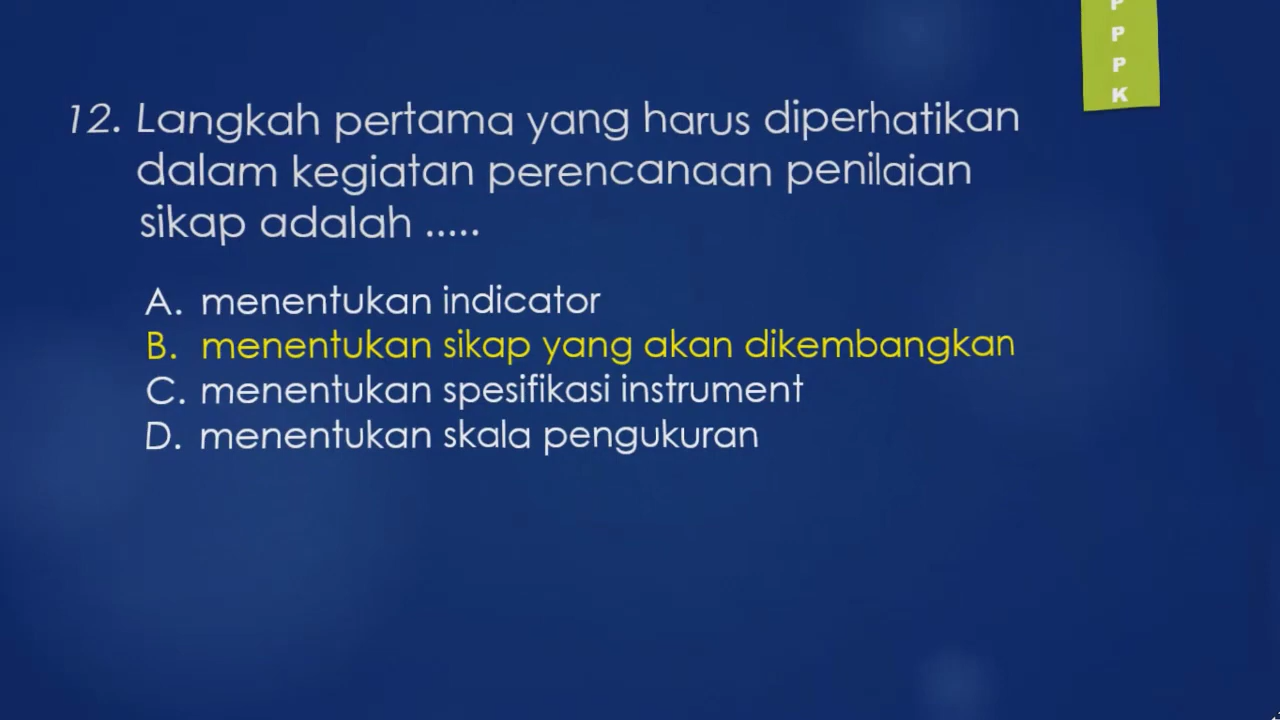 P
P
P
K
12. Langkah pertama yang harus diperhatikan
dalam kegiatan perencanaan penilaian
sikap adalah .....
A. menentukan indicator
B. menentukan sikap yang akan dikembangkan
C. menentukan spesifikasi instrument
D. menentukan skala pengukuran